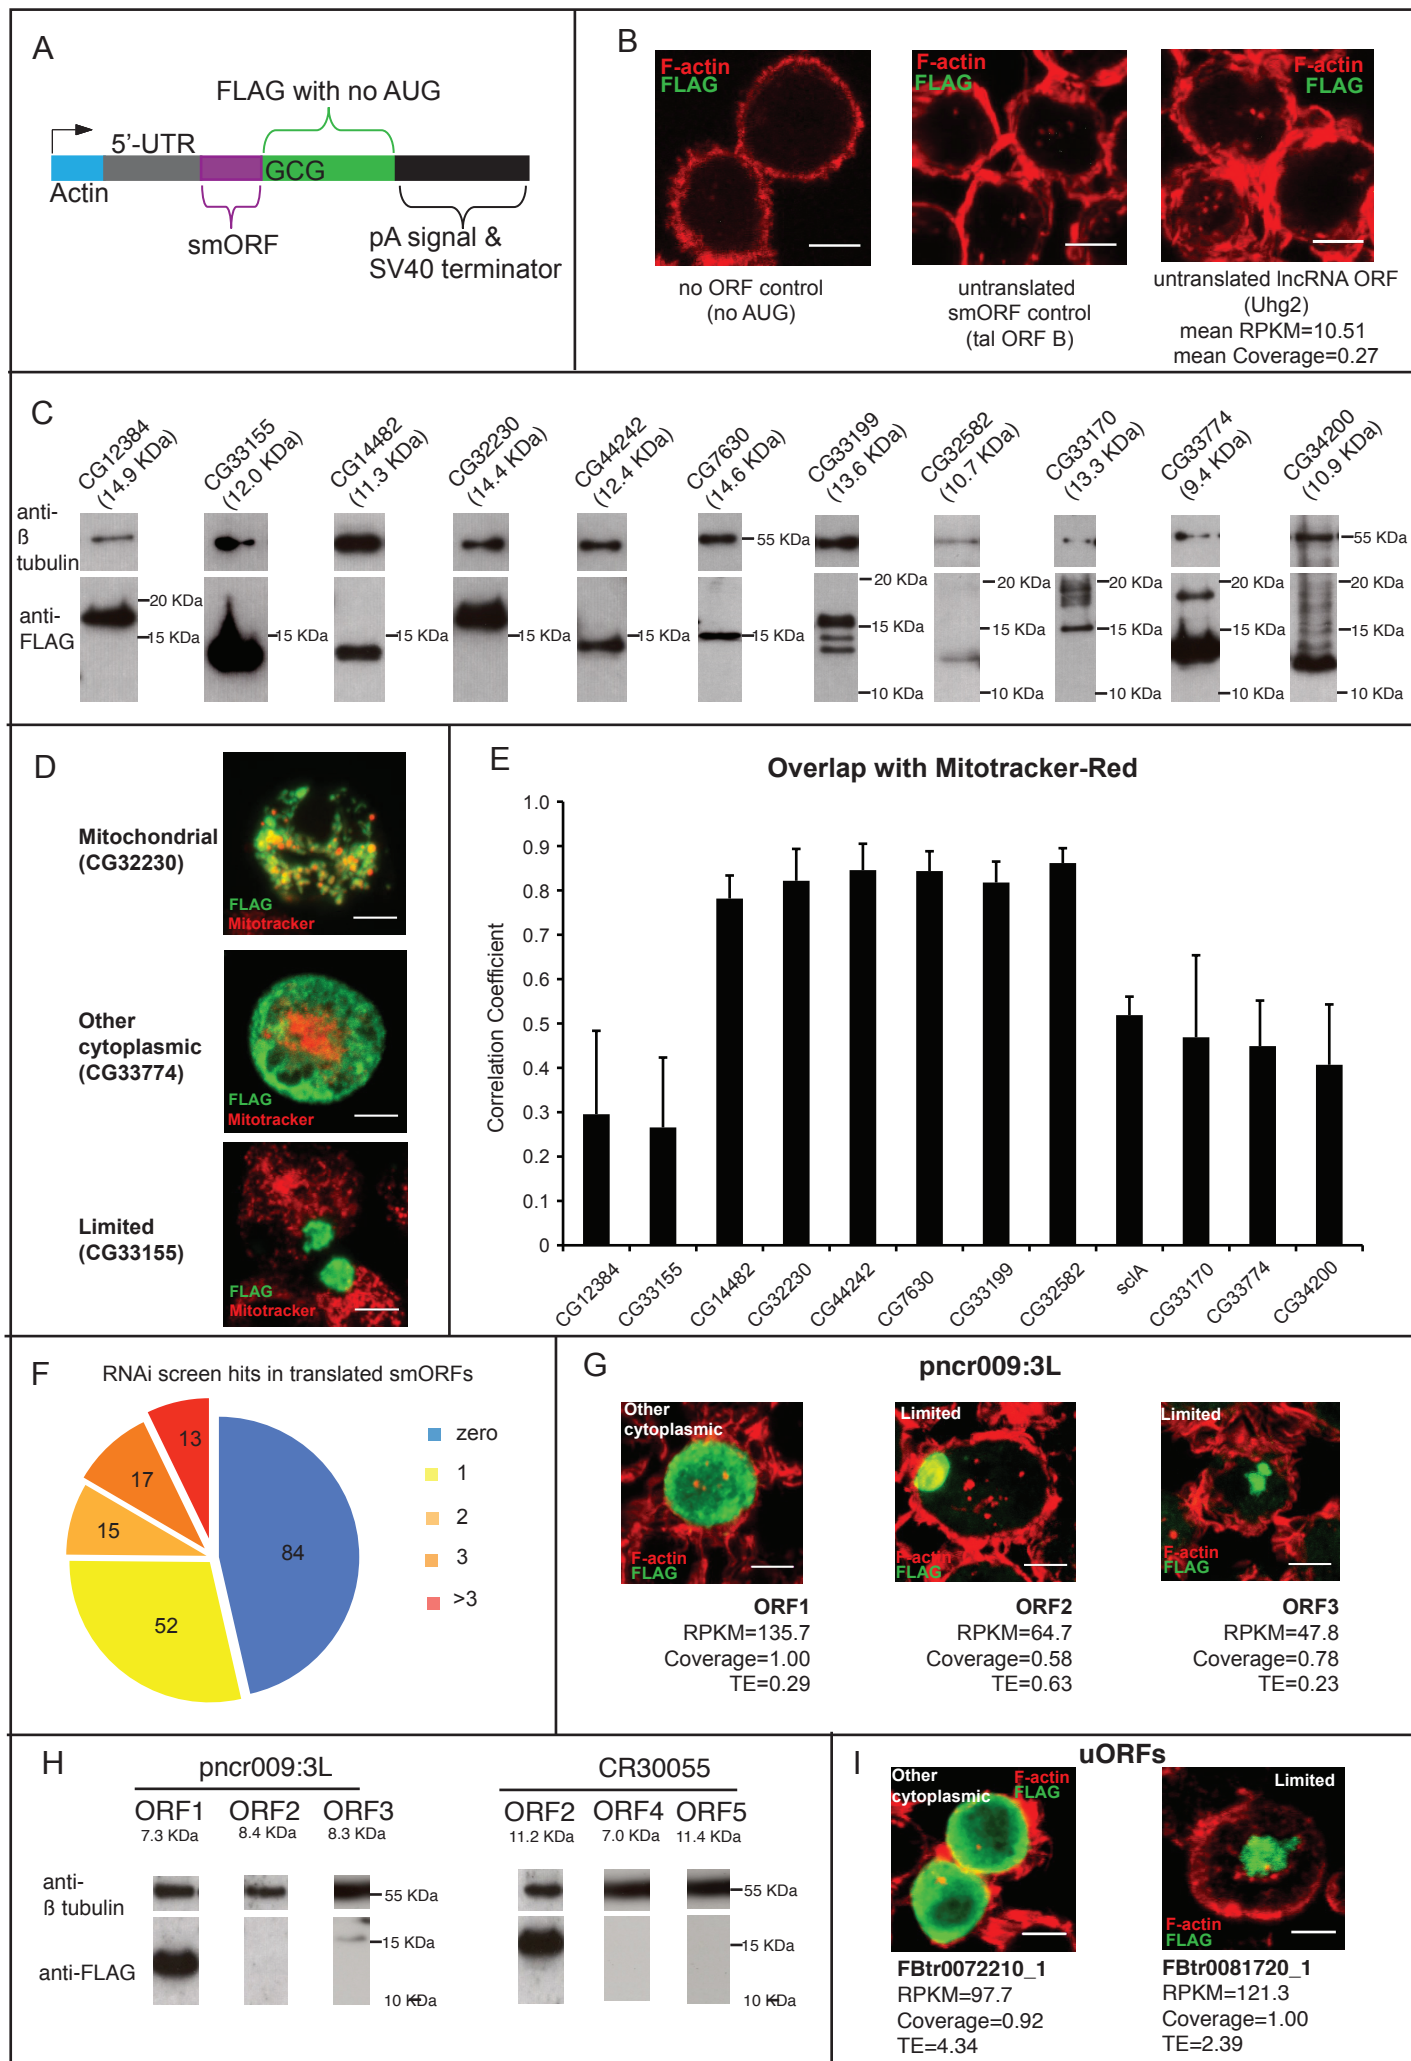 A
FLAG with no AUG
5'-UTR
GCG
Actin
smORF
pA signal &
SV40 terminator
B
F-actin
FLAG
no ORF control
(no AUG)
F-actin
FLAG
untranslated
smORF control
(tal ORF B)
F-actin
FLAG
untranslated lncRNA ORF
(Uhg2)
mean RPKM=10.51
mean Coverage=0.27
C
CG12384
(14.9 KDa)
CG33155
(12.0 KDa)
CG14482
(11.3 KDa)
CG32230
(14.4 KDa)
CG44242
(12.4 KDa)
CG7630
(14.6 KDa)
CG33199
(13.6 KDa)
CG32582
(10.7 KDa)
CG33170
(13.3 KDa)
CG33774
(9.4 KDa)
CG34200
(10.9 KDa)
anti-
ß
tubulin
55 KDa
55 KDa
anti-
FLAG
20 KDa
15 KDa
15 KDa
15 KDa
15 KDa
15 KDa
15 KDa
20 KDa
15 KDa
10 KDa
20 KDa
15 KDa
10 KDa
20 KDa
15 KDa
10 KDa
20 KDa
15 KDa
10 KDa
20 KDa
15 KDa
10 KDa
D
Mitochondrial
(CG32230)
FLAG
Mitotracker
Other
cytoplasmic
(CG33774)
FLAG
Mitotracker
Limited
(CG33155)
FLAG
Mitotracker
E
Overlap with Mitotracker-Red
Correlation Coefficient
1.0
0.9
0.8
0.7
0.6
0.5
0.4
0.3
0.2
0.1
0
CG12384
CG33155
CG14482
CG32230
CG44242
CG7630
CG33199
CG32582
sclA
CG33170
CG33774
CG34200
F
RNAi screen hits in translated smORFs
13
17
15
52
84
zero
1
2
3
>3
G
pncr009:3L
Other
cytoplasmic
F-actin
FLAG
ORF1
RPKM=135.7
Coverage=1.00
TE=0.29
Limited
F-actin
FLAG
ORF2
RPKM=64.7
Coverage=0.58
TE=0.63
Limited
F-actin
FLAG
ORF3
RPKM=47.8
Coverage=0.78
TE=0.23
H
pncr009:3L
ORF1
7.3 KDa
ORF2
8.4 KDa
ORF3
8.3 KDa
CR30055
ORF2
11.2 KDa
ORF4
7.0 KDa
ORF5
11.4 KDa
anti-
ß tubulin
55 KDa
55 KDa
anti-FLAG
15 KDa
10 KDa
15 KDa
10 KDa
I
uORFs
Other
cytoplasmic
F-actin
FLAG
FBtr0072210_1
RPKM=97.7
Coverage=0.92
TE=4.34
Limited
F-actin
FLAG
FBtr0081720_1
RPKM=121.3
Coverage=1.00
TE=2.39